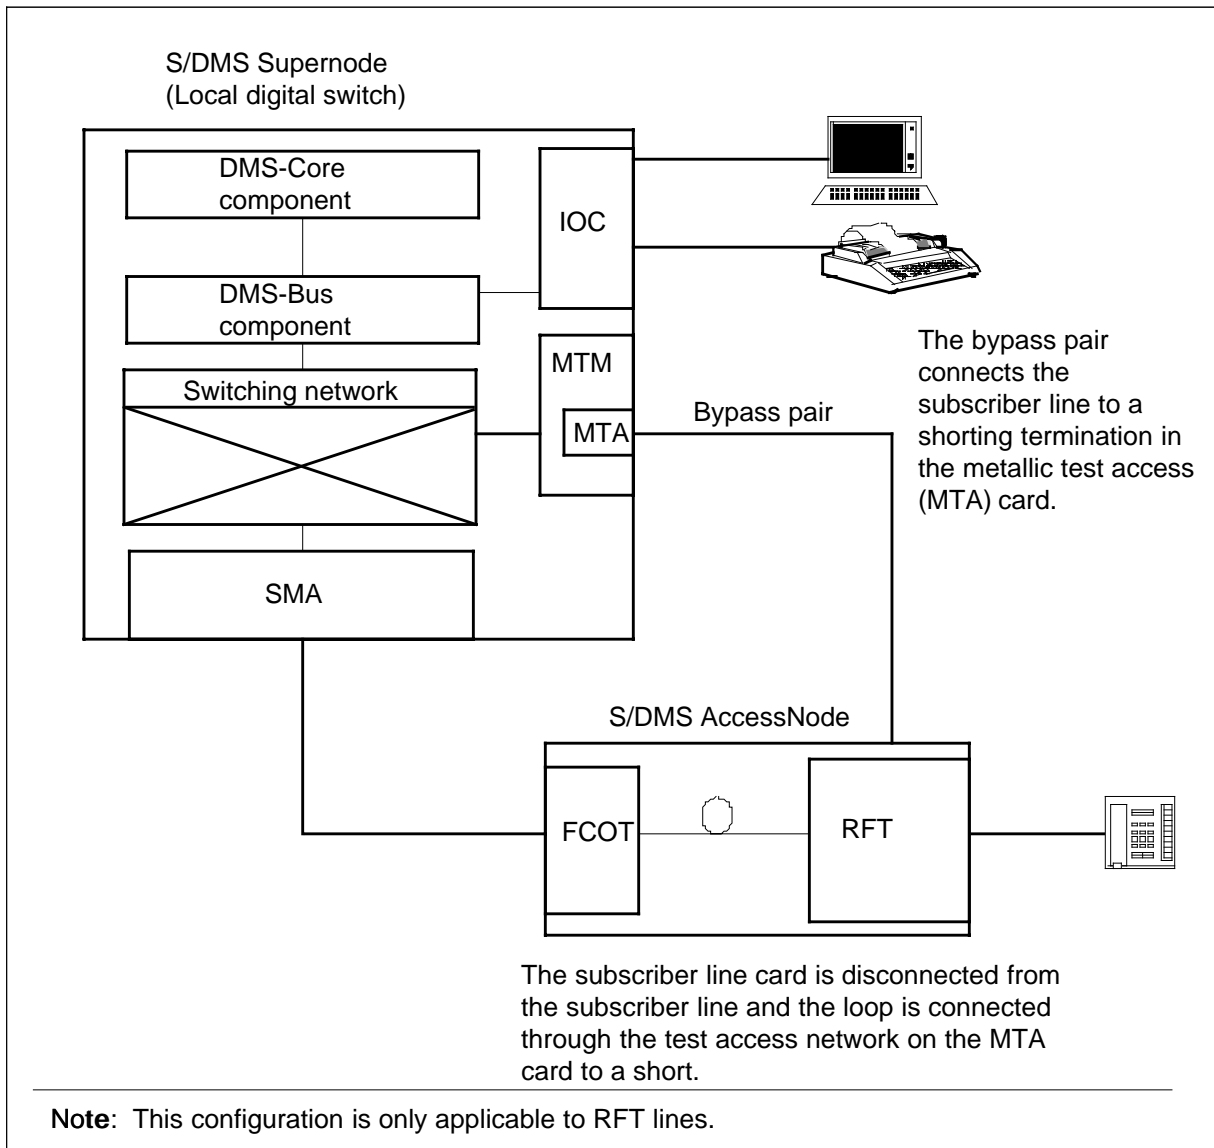 S/DMS Supernode
(Local digital switch)
DMS-Core
component
IOC
DMS-Bus
component
The bypass pair
connects the
subscriber line to a
shorting termination in
the metallic test access
(MTA) card.
MTM
Switching network
MTA
Bypass pair
SMA
S/DMS AccessNode
FCOT
RFT
The subscriber line card is disconnected from
the subscriber line and the loop is connected
through the test access network on the MTA
card to a short.
Note: This configuration is only applicable to RFT lines.